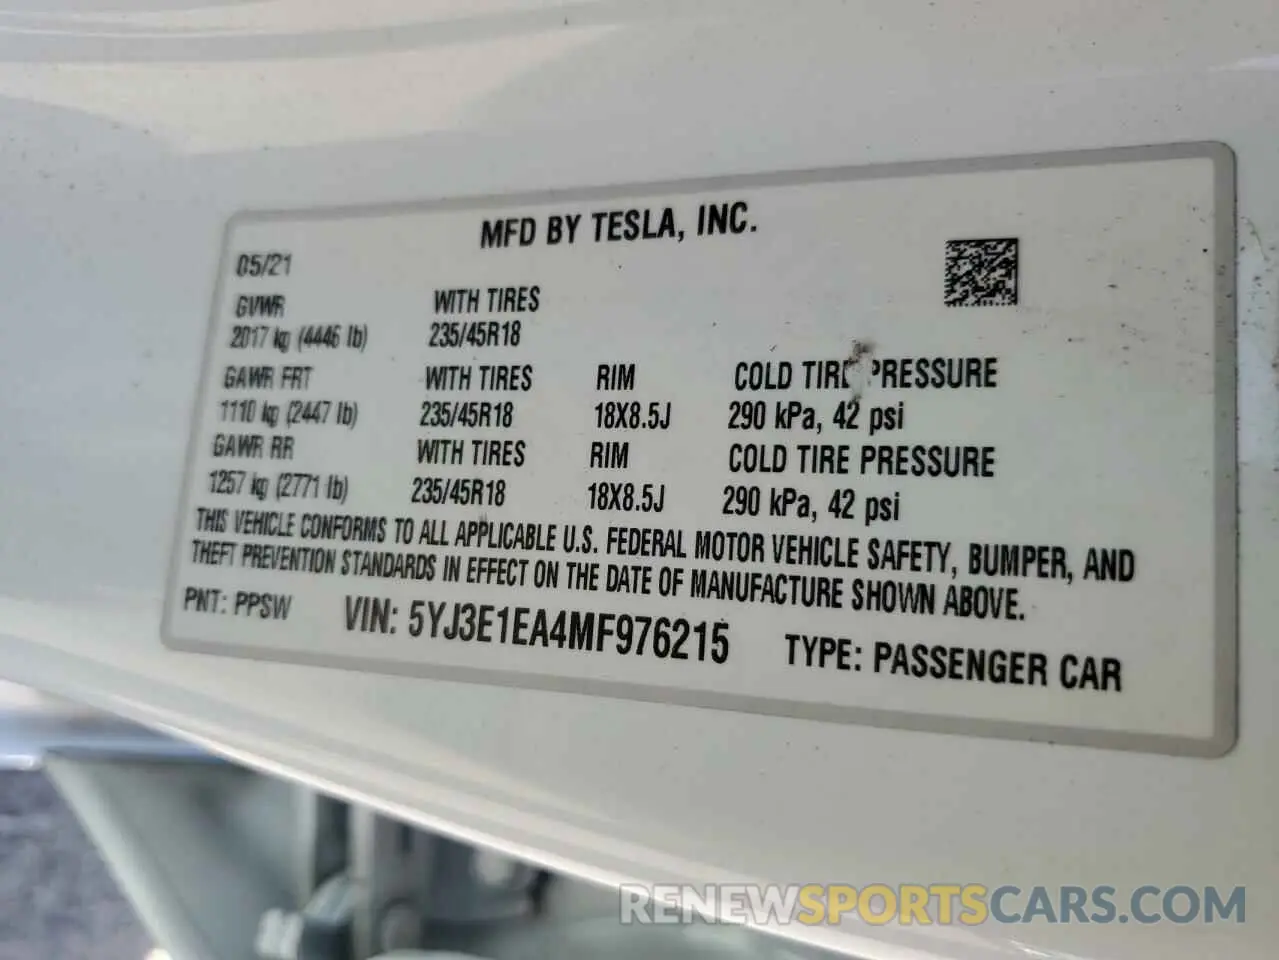 MFD BY TESLA, INC.
05/21
GVWR WITH TIRES
2017 kg (4446 lb) 235/45R18
GAWR FRT WITH TIRES RIM COLD TIRE PRESSURE
1110 kg (2447 lb) 235/45R18 18X8.5J 290 kPa, 42 psi
GAWR RR WITH TIRES RIM COLD TIRE PRESSURE
1257 kg (2771 lb) 235/45R18 18X8.5J 290 kPa, 42 psi
THIS VEHICLE CONFORMS TO ALL APPLICABLE U.S. FEDERAL MOTOR VEHICLE SAFETY, BUMPER, AND
THEFT PREVENTION STANDARDS IN EFFECT ON THE DATE OF MANUFACTURE SHOWN ABOVE.
PNT: PPSW VIN: 5YJ3E1EA4MF976215 TYPE: PASSENGER CAR
RENEWSPORTSCARS.COM